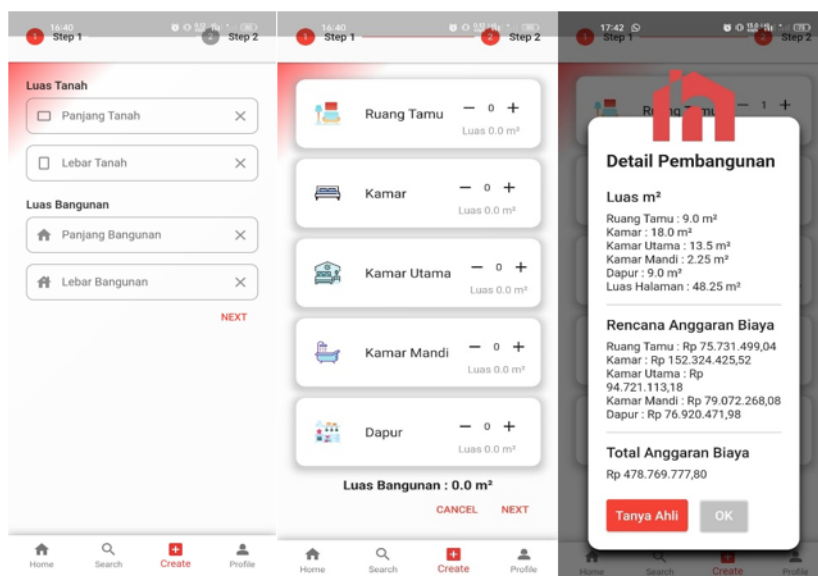 16:40
1
Step 1
2
Step 2
Luas Tanah
Panjang Tanah
Lebar Tanah
Luas Bangunan
Panjang Bangunan
Lebar Bangunan
NEXT
Home
Search
Create
Profile
16:40
1
Step 1
2
Step 2
Ruang Tamu
0
Luas 0.0 m²
Kamar
0
Luas 0.0 m²
Kamar Utama
0
Luas 0.0 m²
Kamar Mandi
0
Luas 0.0 m²
Dapur
0
Luas 0.0 m²
Luas Bangunan : 0.0 m²
CANCEL
NEXT
Home
Search
Create
Profile
17:42
1
Step 1
2
Step 2
Ruang Tamu
1
Detail Pembangunan
Luas m²
Ruang Tamu : 9.0 m²
Kamar : 18.0 m²
Kamar Utama : 13.5 m²
Kamar Mandi : 2.25 m²
Dapur : 9.0 m²
Luas Halaman : 48.25 m²
Rencana Anggaran Biaya
Ruang Tamu : Rp 75.731.499,04
Kamar : Rp 152.324.425,52
Kamar Utama : Rp
94.721.113,18
Kamar Mandi : Rp 79.072.268,08
Dapur : Rp 76.920.471,98
Total Anggaran Biaya
Rp 478.769.777,80
Tanya Ahli
OK
Home
Search
Create
Profile